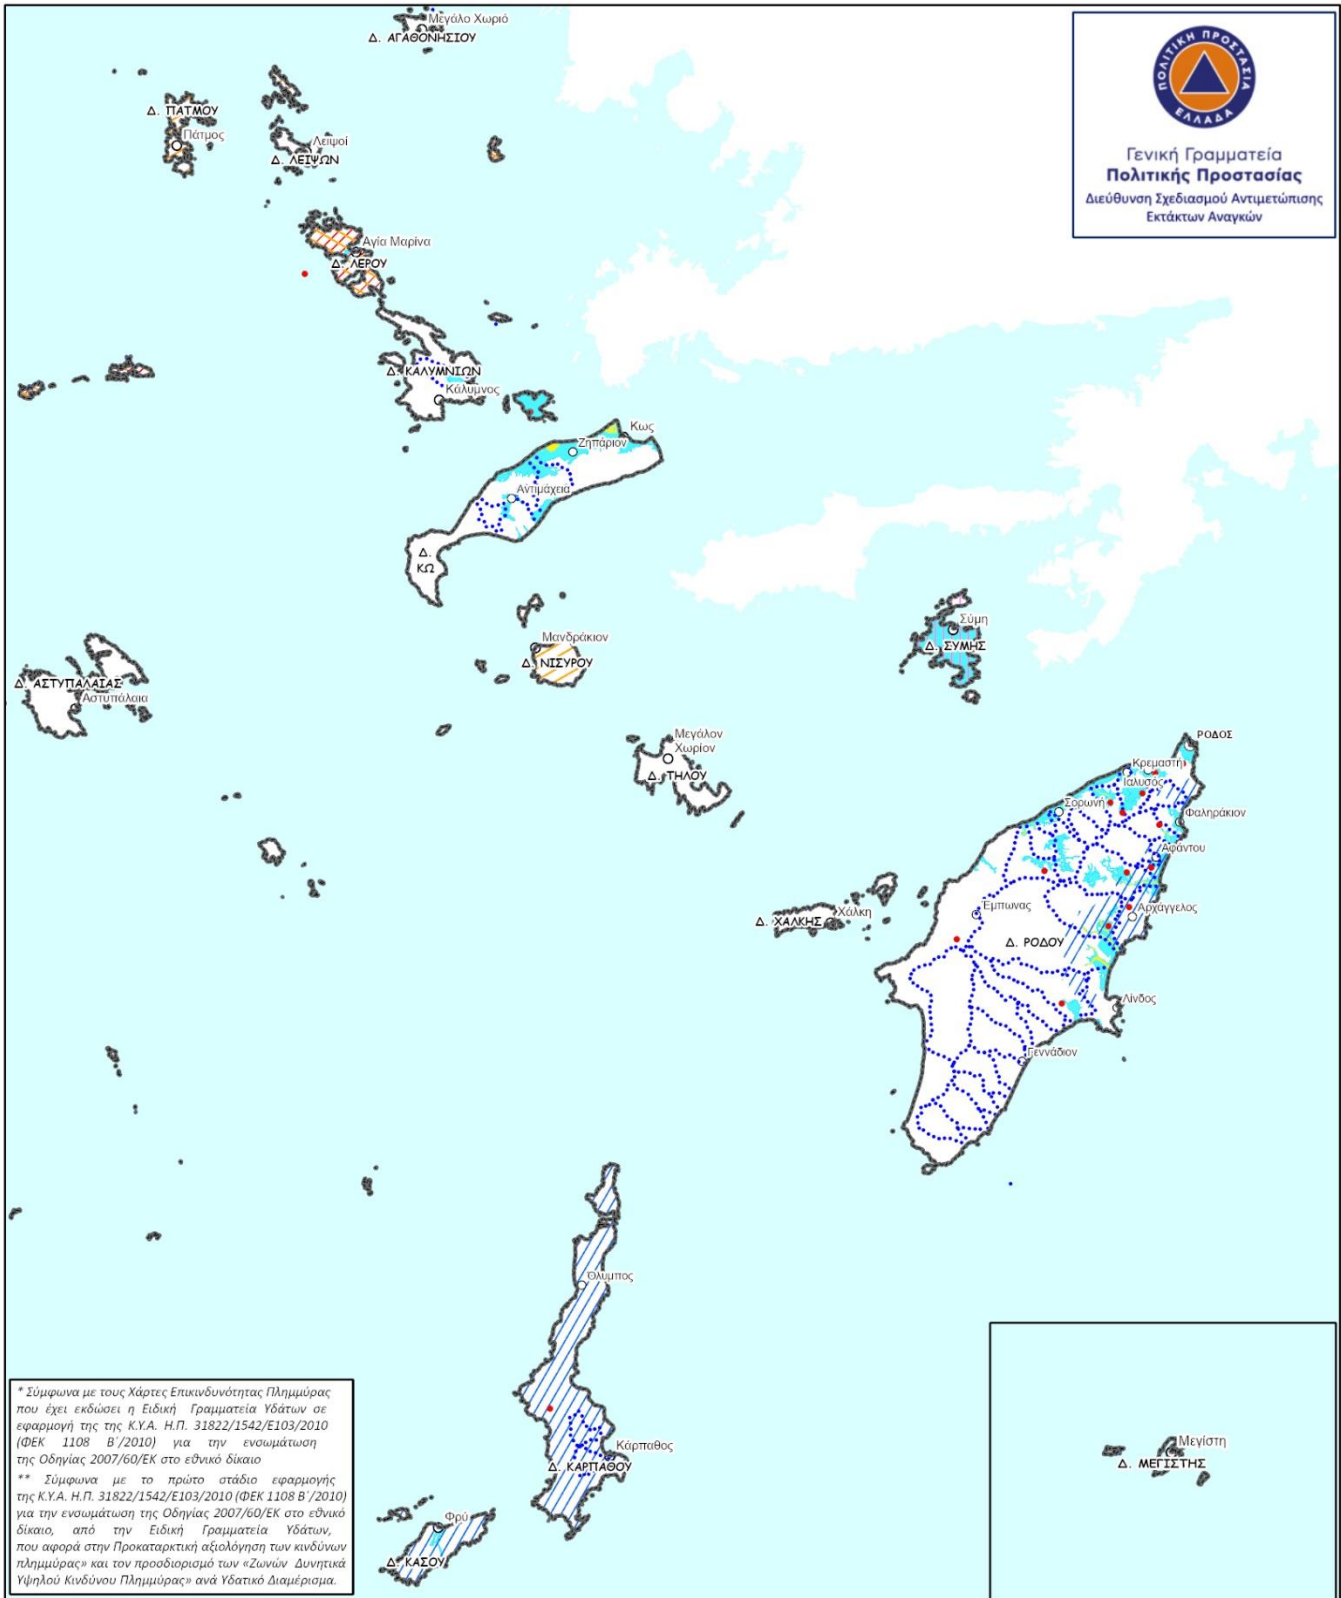 Μεγάλο Χωριό
Δ. ΑΓΑΘΟΝΗΣΙΟΥ
ΠΟΛΙΤΙΚΗ ΠΡΟΣΤΑΣΙΑ
ΕΛΛΑΔΑ
Γενική Γραμματεία
Πολιτικής Προστασίας
Διεύθυνση Σχεδιασμού Αντιμετώπισης
Εκτάκτων Αναγκών
Δ. ΠΑΤΜΟΥ
Πάτμος
Λειψοί
Δ. ΛΕΙΨΩΝ
Αγία Μαρίνα
Δ. ΛΕΡΟΥ
Δ. ΚΑΛΥΜΝΙΩΝ
Κάλυμνος
Κως
Ζηπάριον
Αντιμάχεια
Δ.
ΚΩ
Σύμη
Δ. ΣΥΜΗΣ
Μανδράκιον
Δ. ΝΙΣΥΡΟΥ
Δ. ΑΣΤΥΠΑΛΑΙΑΣ
Αστυπάλαια
Μεγάλον
Χωρίον
Δ. ΤΗΛΟΥ
ΡΟΔΟΣ
Κρεμαστή
Ιαλυσός
Σορωνή
Φαληράκιον
Αφάντου
Χάλκη
Δ. ΧΑΛΚΗΣ
Έμπωνας
Αρχάγγελος
Δ. ΡΟΔΟΥ
Λίνδος
Γεννάδιον
Όλυμπος
Κάρπαθος
Δ. ΚΑΡΠΑΘΟΥ
Φρύ
Δ. ΚΑΣΟΥ
Μεγίστη
Δ. ΜΕΓΙΣΤΗΣ
* Σύμφωνα με τους Χάρτες Επικινδυνότητας Πλημμύρας
που έχει εκδώσει η Ειδική Γραμματεία Υδάτων σε
εφαρμογή της της Κ.Υ.Α. Η.Π. 31822/1542/Ε103/2010
(ΦΕΚ 1108 Β΄/2010) για την ενσωμάτωση
της Οδηγίας 2007/60/ΕΚ στο εθνικό δίκαιο
** Σύμφωνα με το πρώτο στάδιο εφαρμογής
της Κ.Υ.Α. Η.Π. 31822/1542/Ε103/2010 (ΦΕΚ 1108 Β΄/2010)
για την ενσωμάτωση της Οδηγίας 2007/60/ΕΚ στο εθνικό
δίκαιο, από την Ειδική Γραμματεία Υδάτων,
που αφορά στην Προκαταρκτική αξιολόγηση των κινδύνων
πλημμύρας» και τον προσδιορισμό των «Ζωνών Δυνητικά
Υψηλού Κινδύνου Πλημμύρας» ανά Υδατικό Διαμέρισμα.